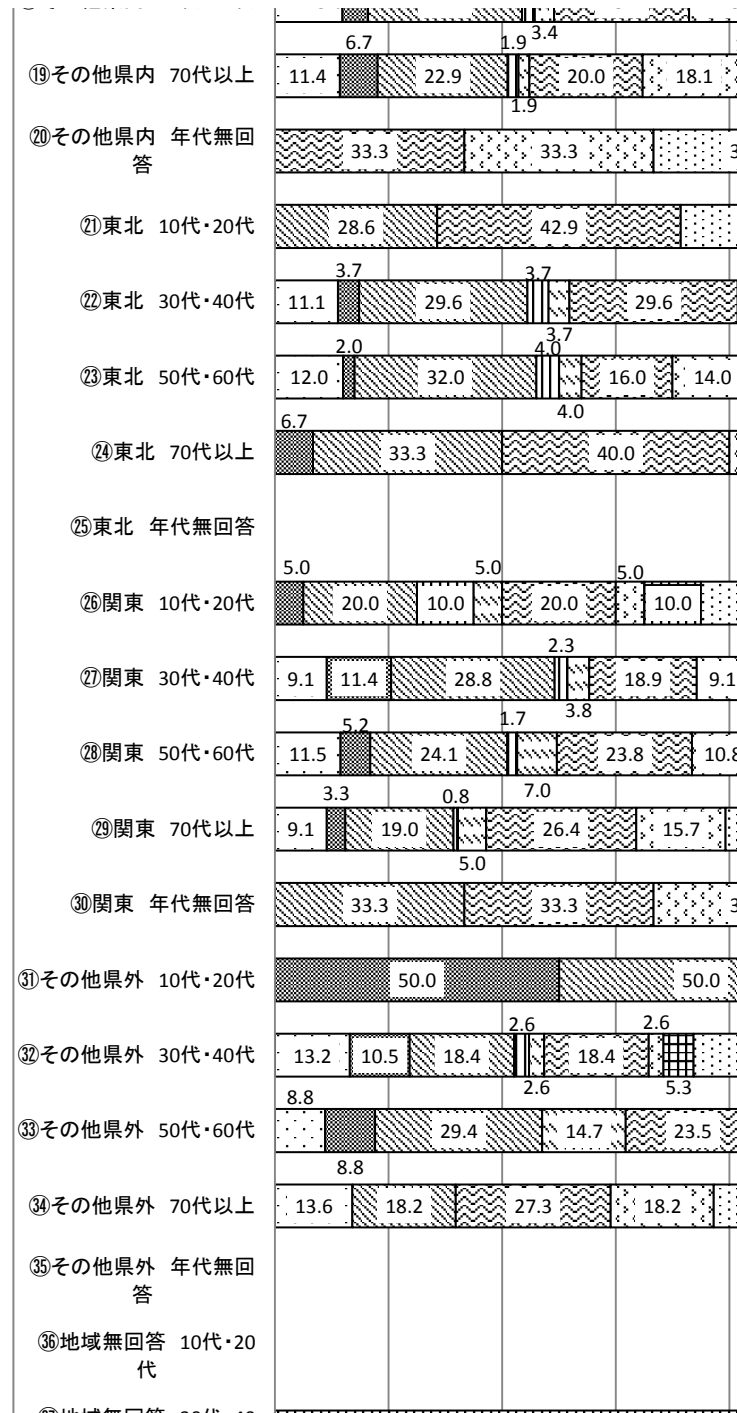 3.4
6.7 1.9
⑲その他県内 70代以上 11.4 22.9 20.0 18.1
1.9
⑳その他県内 年代無回
答
33.3 33.3
㉑東北 10代・20代 28.6 42.9
3.7 3.7
㉒東北 30代・40代 11.1 29.6 29.6
3.7
2.0 4.0
㉓東北 50代・60代 12.0 32.0 16.0 14.0
4.0
6.7
㉔東北 70代以上 33.3 40.0
㉕東北 年代無回答
5.0 5.0 5.0
㉖関東 10代・20代 20.0 10.0 20.0 10.0
2.3
㉗関東 30代・40代 9.1 11.4 28.8 18.9 9.1
3.8
5.2 1.7
㉘関東 50代・60代 11.5 24.1 23.8 10.8
7.0
3.3 0.8
㉙関東 70代以上 9.1 19.0 26.4 15.7
5.0
㉚関東 年代無回答 33.3 33.3
㉛その他県外 10代・20代 50.0 50.0
2.6 2.6
㉜その他県外 30代・40代 13.2 10.5 18.4 18.4
2.6 5.3
8.8
㉝その他県外 50代・60代 29.4 14.7 23.5
8.8
㉞その他県外 70代以上 13.6 18.2 27.3 18.2
㉟その他県外 年代無回
答
㊱地域無回答 10代・20
代